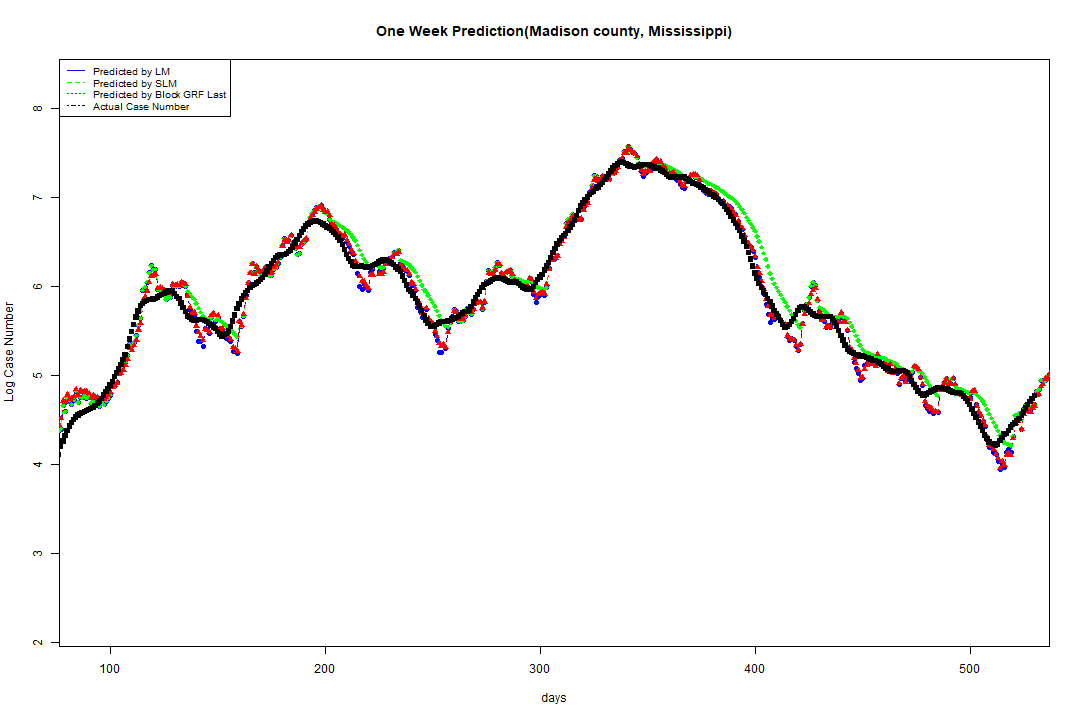 One Week Prediction(Madison county, Mississippi)
Predicted by LM
Predicted by SLM
Predicted by Block GRF Last
Actual Case Number
8
7
6
5
4
3
2
Log Case Number
100 200 300 400 500
days